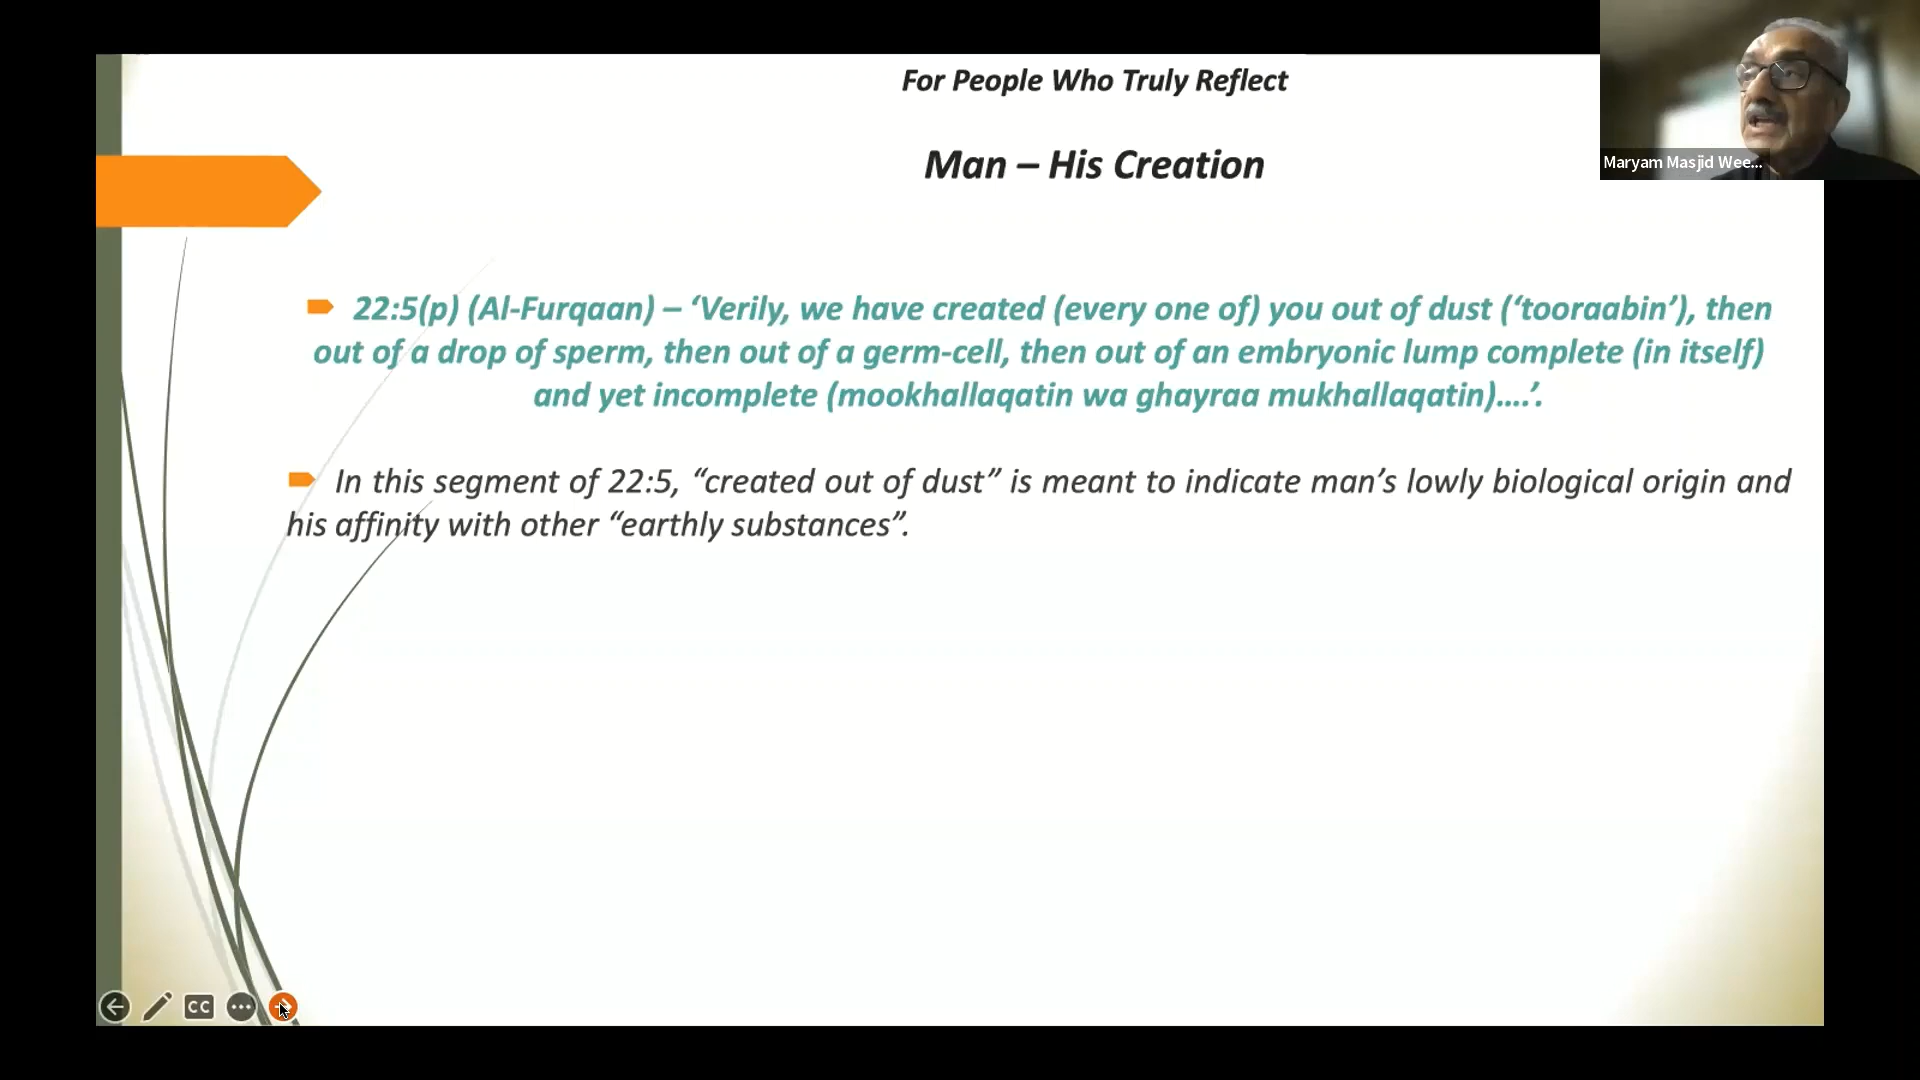 For People Who Truly Reflect
Man – His Creation
Maryam Masjid Wee...
22:5(p) (Al-Furqaan) – ‘Verily, we have created (every one of) you out of dust (‘tooraabin’), then
out of a drop of sperm, then out of a germ-cell, then out of an embryonic lump complete (in itself)
and yet incomplete (mookhallaqatin wa ghayraa mukhallaqatin)….’.
In this segment of 22:5, “created out of dust” is meant to indicate man’s lowly biological origin and
his affinity with other “earthly substances”.
CC